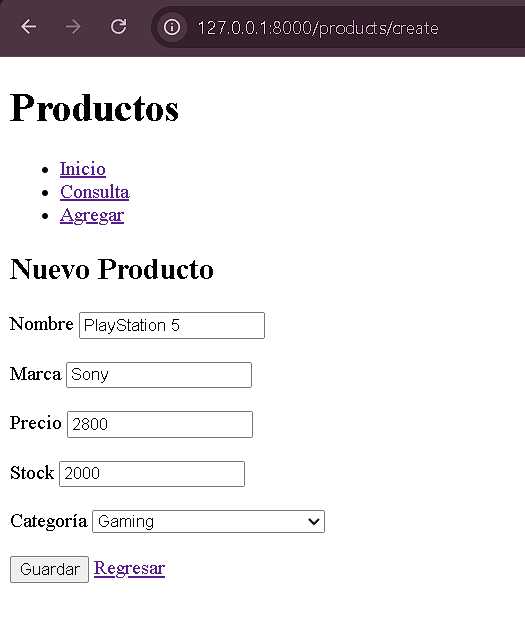 127.0.0.1:8000/products/create
Productos
Inicio
Consulta
Agregar
Nuevo Producto
Nombre PlayStation 5
Marca Sony
Precio 2800
Stock 2000
Categoría Gaming
Guardar Regresar